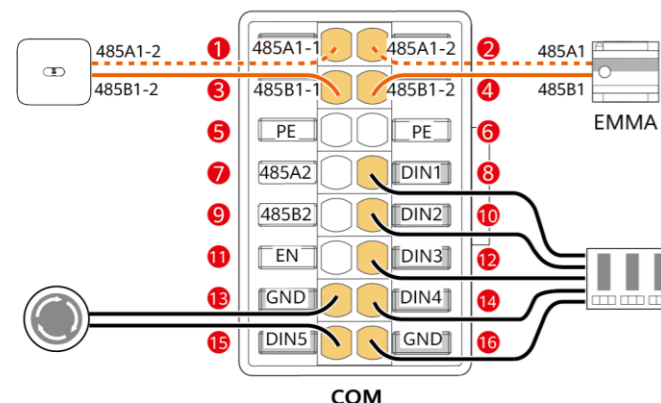 485A1-2 1 485A1-1 485A1-2 2 485A1
485B1-2 3 485B1-1 485B1-2 4 485B1
EMMA
5 PE PE 6
7 485A2 DIN1 8
9 485B2 DIN2 10
11 EN DIN3 12
13 GND DIN4 14
15 DIN5 GND 16
COM